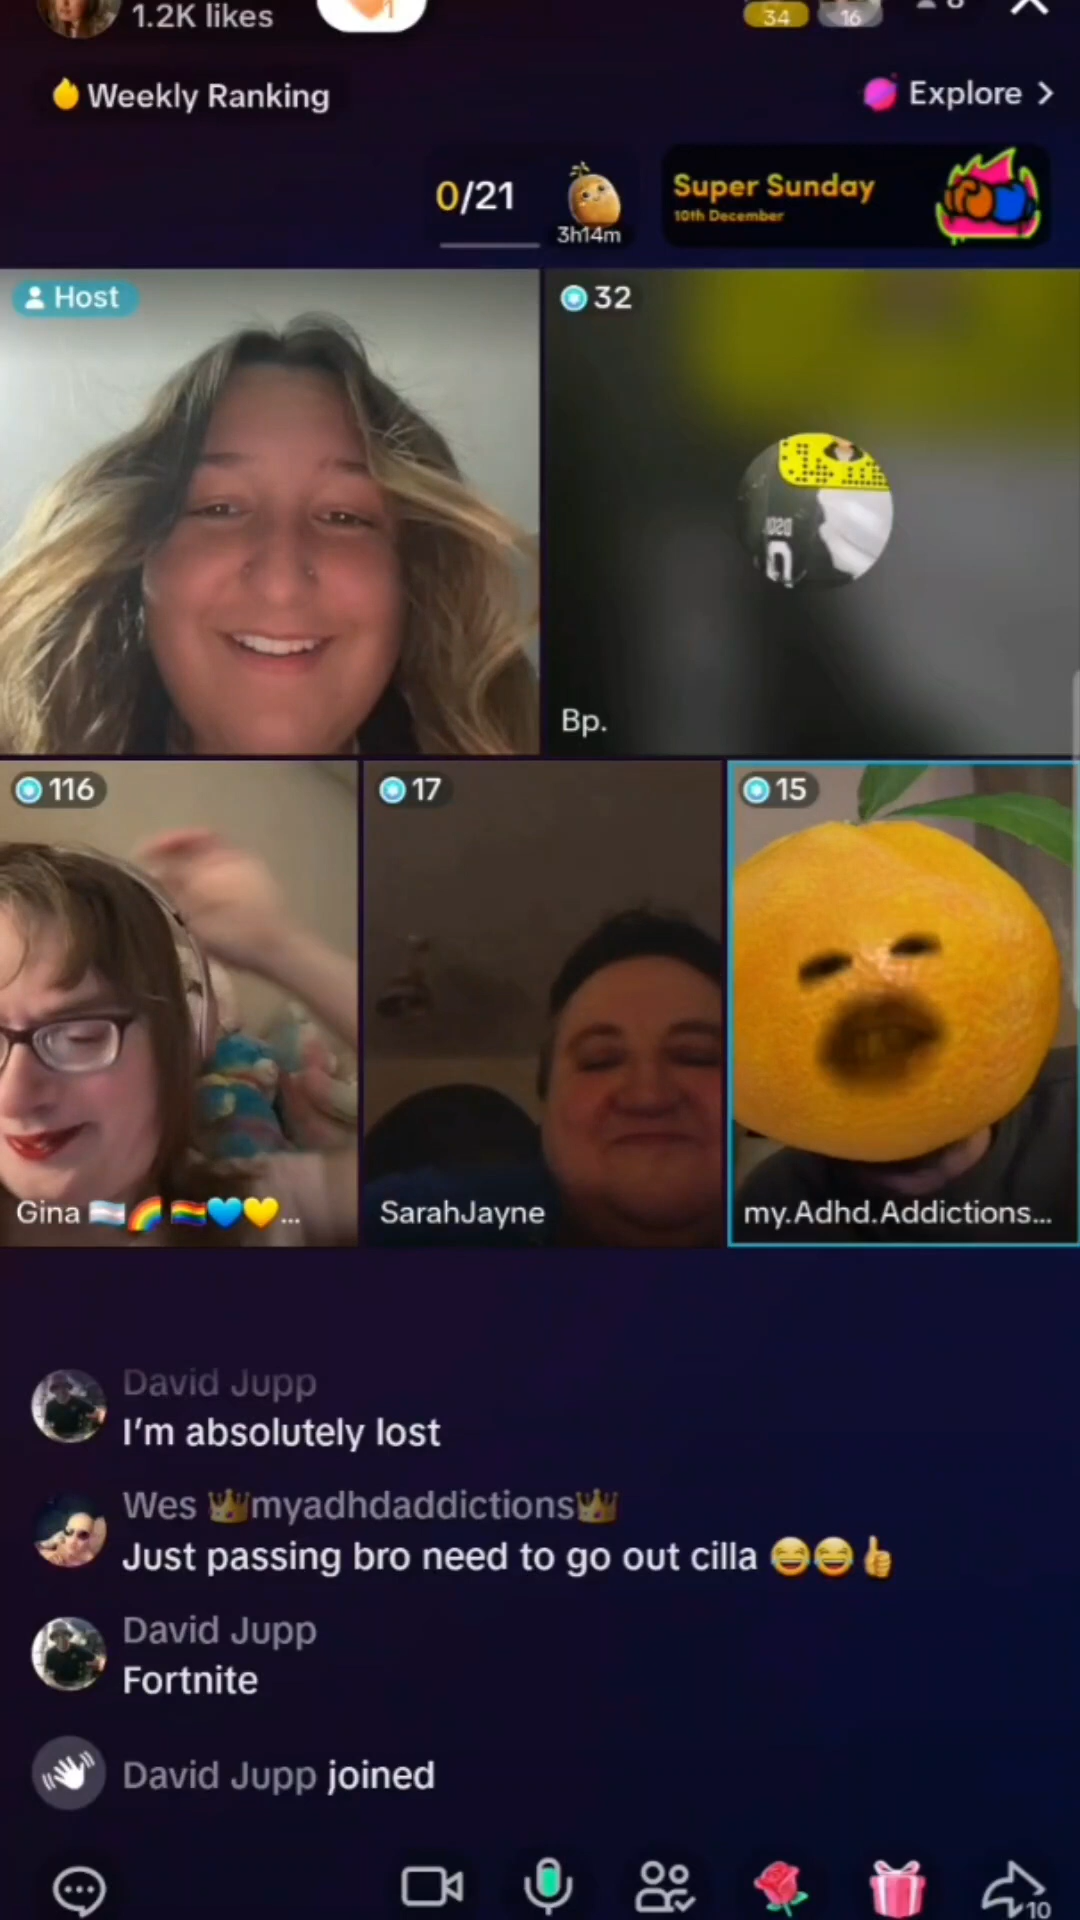 1.2K likes
1
34
16
8
Weekly Ranking
Explore >
0/21
3h14m
Super Sunday
10th December
Host
32
Bp.
116
17
15
Gina 🏳️‍⚧️🌈🏳️‍🌈💙💛...
SarahJayne
my.Adhd.Addictions...
David Jupp
I'm absolutely lost
Wes 👑myadhdaddictions👑
Just passing bro need to go out cilla 😂😂👍
David Jupp
Fortnite
David Jupp joined
10